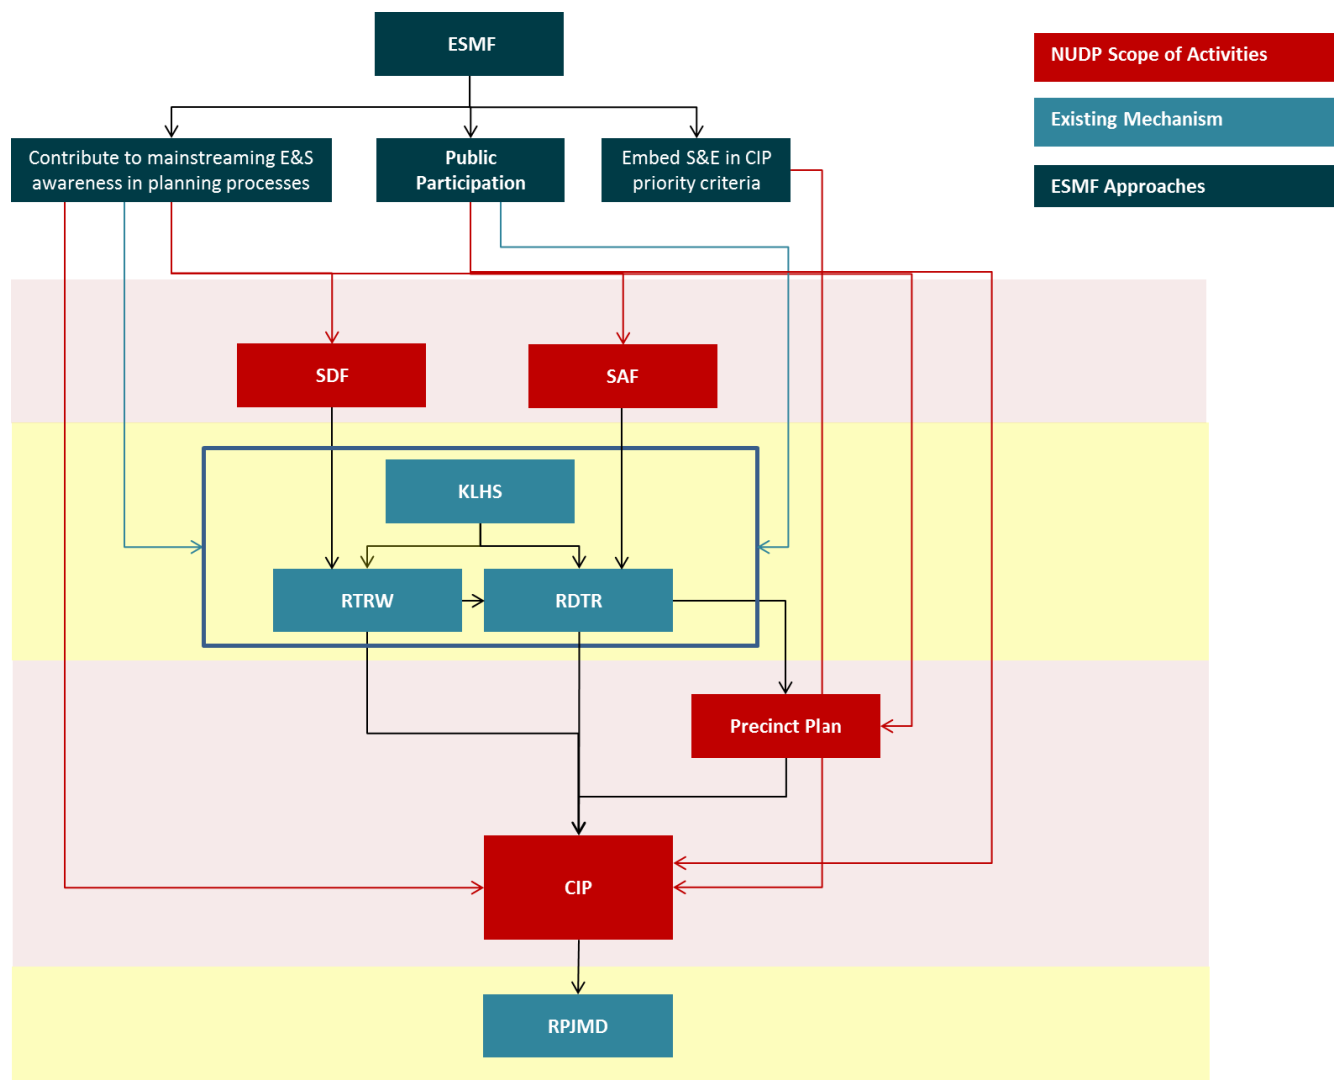 ESMF
NUDP Scope of Activities
Existing Mechanism
ESMF Approaches
Contribute to mainstreaming E&S
awareness in planning processes
Public
Participation
Embed S&E in CIP
priority criteria
SDF
SAF
KLHS
RTRW
RDTR
Precinct Plan
CIP
RPJMD